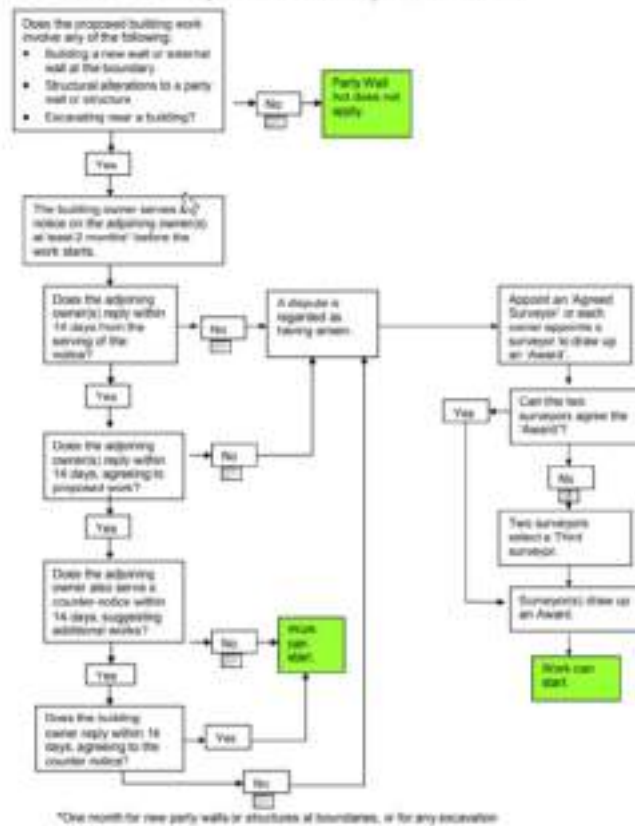 Does the proposed building work
involve any of the following:
Building a new wall or external
wall at the boundary
Structural alterations to a party
wall or structure
Excavating near a building?
No
Party Wall
Act does not
apply.
Yes
The building owner serves
notice on the adjoining owner(s)
at least 2 months* before the
work starts.
Does the adjoining
owner(s) reply within
14 days from the
serving of the
notice?
No
A dispute is
regarded as
having arisen.
Appoint an 'Agreed
Surveyor' or each
owner appoints a
surveyor to draw up
an 'Award'.
Yes
Yes
Can the two
surveyors agree the
'Award'?
Does the adjoining
owner(s) reply within
14 days, agreeing to
proposed work?
No
No
Yes
Two surveyors
select a Third
surveyor.
Does the adjoining
owner also serve a
counter-notice within
14 days, suggesting
additional works?
No
Work
can
start.
Surveyor(s) draw up
an Award.
Yes
Work can
start
Does the building
owner reply within 14
days, agreeing to the
counter notice?
Yes
No
*One month for new party walls or structures at boundaries, or for any excavation